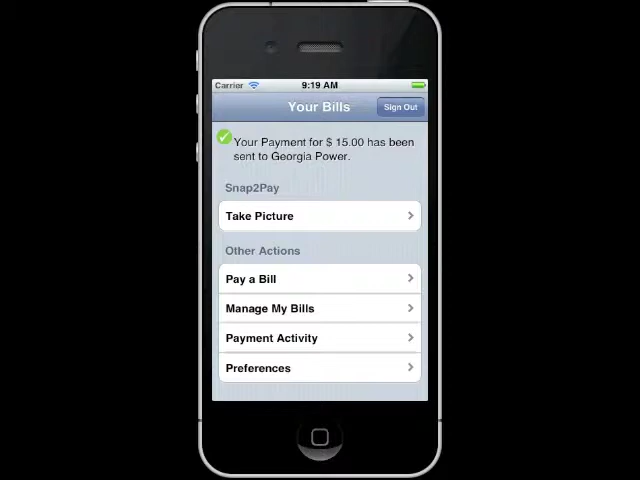 Carrier 9:19 AM
Your Bills Sign Out
Your Payment for $ 15.00 has been
sent to Georgia Power.
Snap2Pay
Take Picture
Other Actions
Pay a Bill
Manage My Bills
Payment Activity
Preferences